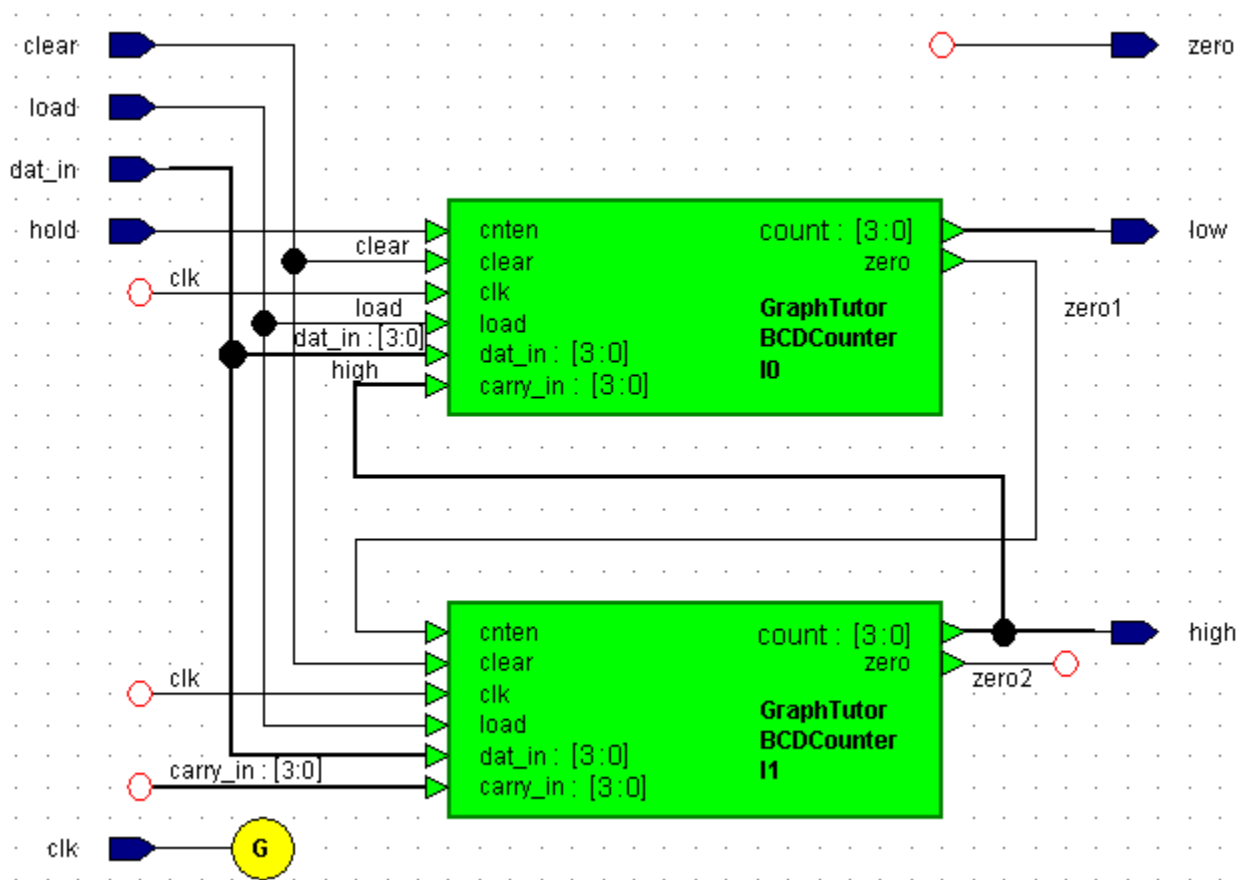 clear
zero
load
dat_in
hold
cnten
count : [3:0]
low
clear
clear
zero
clk
clk
load
load
GraphTutor
BCDCounter
I0
zero1
dat_in : [3:0]
dat_in : [3:0]
high
carry_in : [3:0]
cnten
count : [3:0]
high
clear
zero
zero2
clk
clk
load
GraphTutor
BCDCounter
I1
dat_in : [3:0]
carry_in : [3:0]
carry_in : [3:0]
clk
G